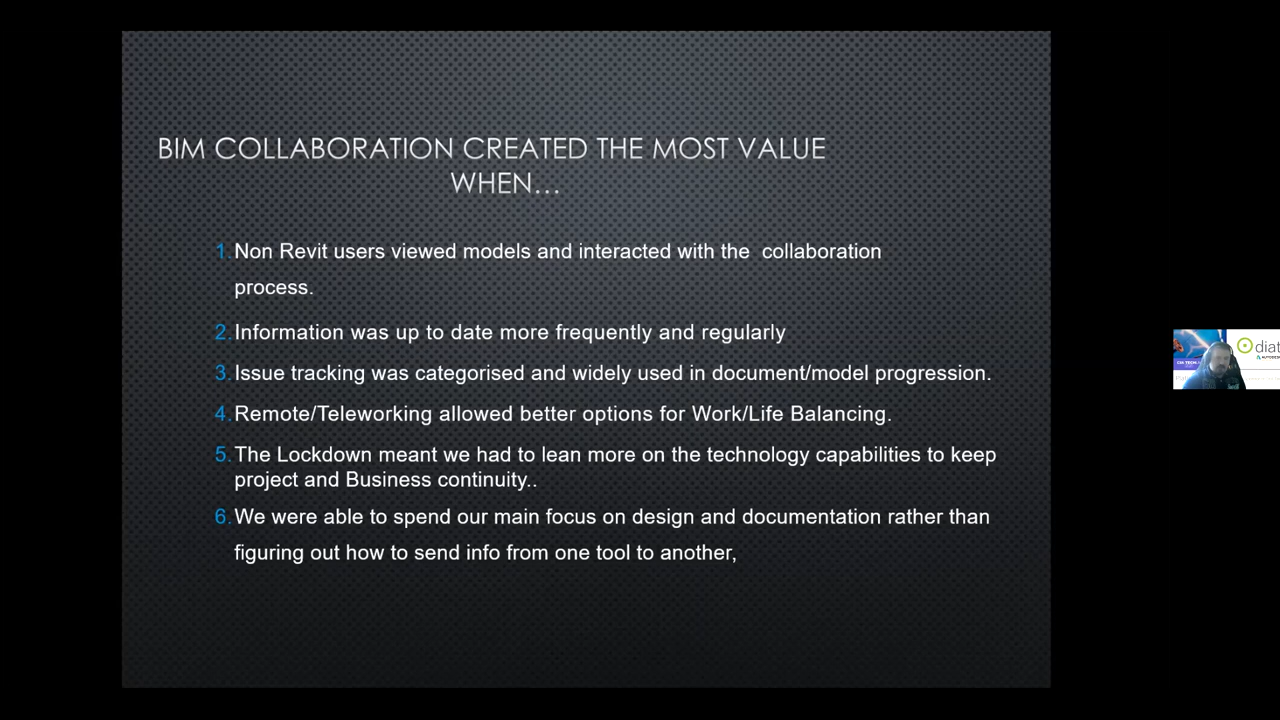 BIM COLLABORATION CREATED THE MOST VALUE
WHEN…
1. Non Revit users viewed models and interacted with the  collaboration
process.
2. Information was up to date more frequently and regularly
3. Issue tracking was categorised and widely used in document/model progression.
4. Remote/Teleworking allowed better options for Work/Life Balancing.
5. The Lockdown meant we had to lean more on the technology capabilities to keep
project and Business continuity..
6. We were able to spend our main focus on design and documentation rather than
figuring out how to send info from one tool to another,
diat